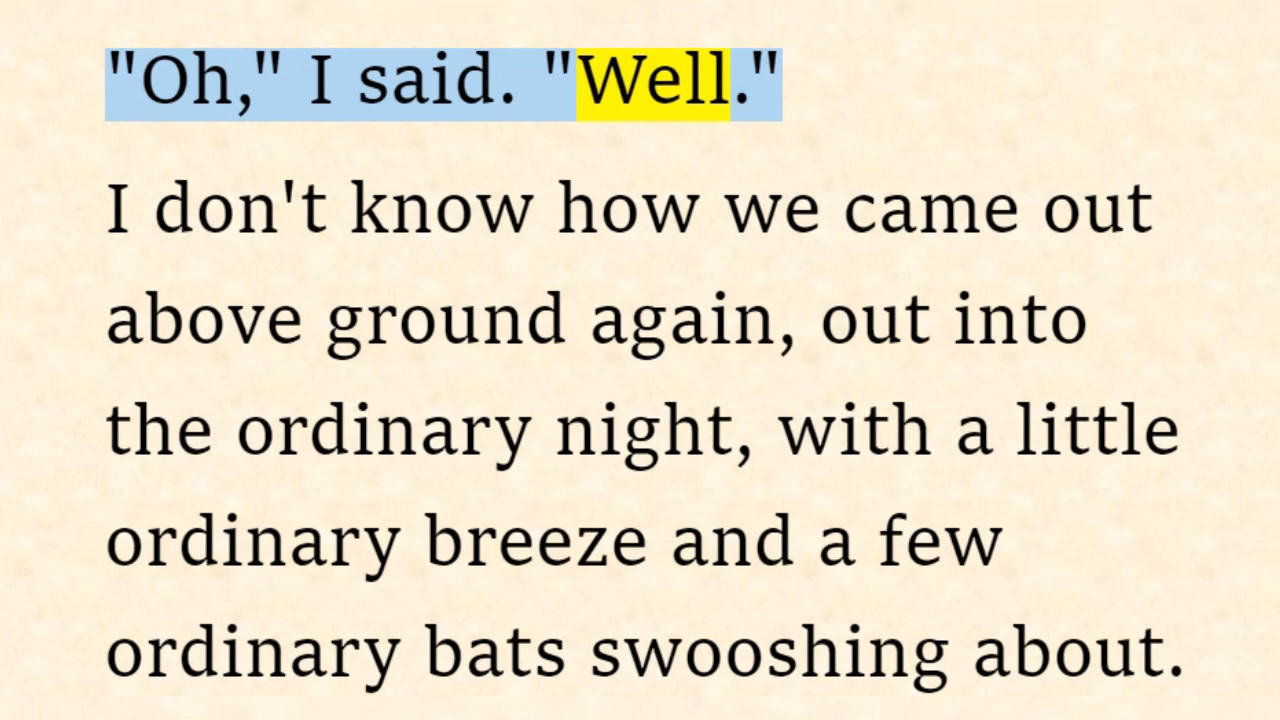 "Oh," I said. "Well."
I don't know how we came out
above ground again, out into
the ordinary night, with a little
ordinary breeze and a few
ordinary bats swooshing about.